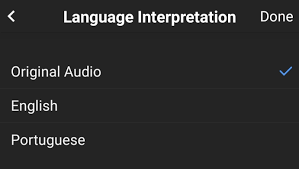 Language Interpretation Done
Original Audio
English
Portuguese